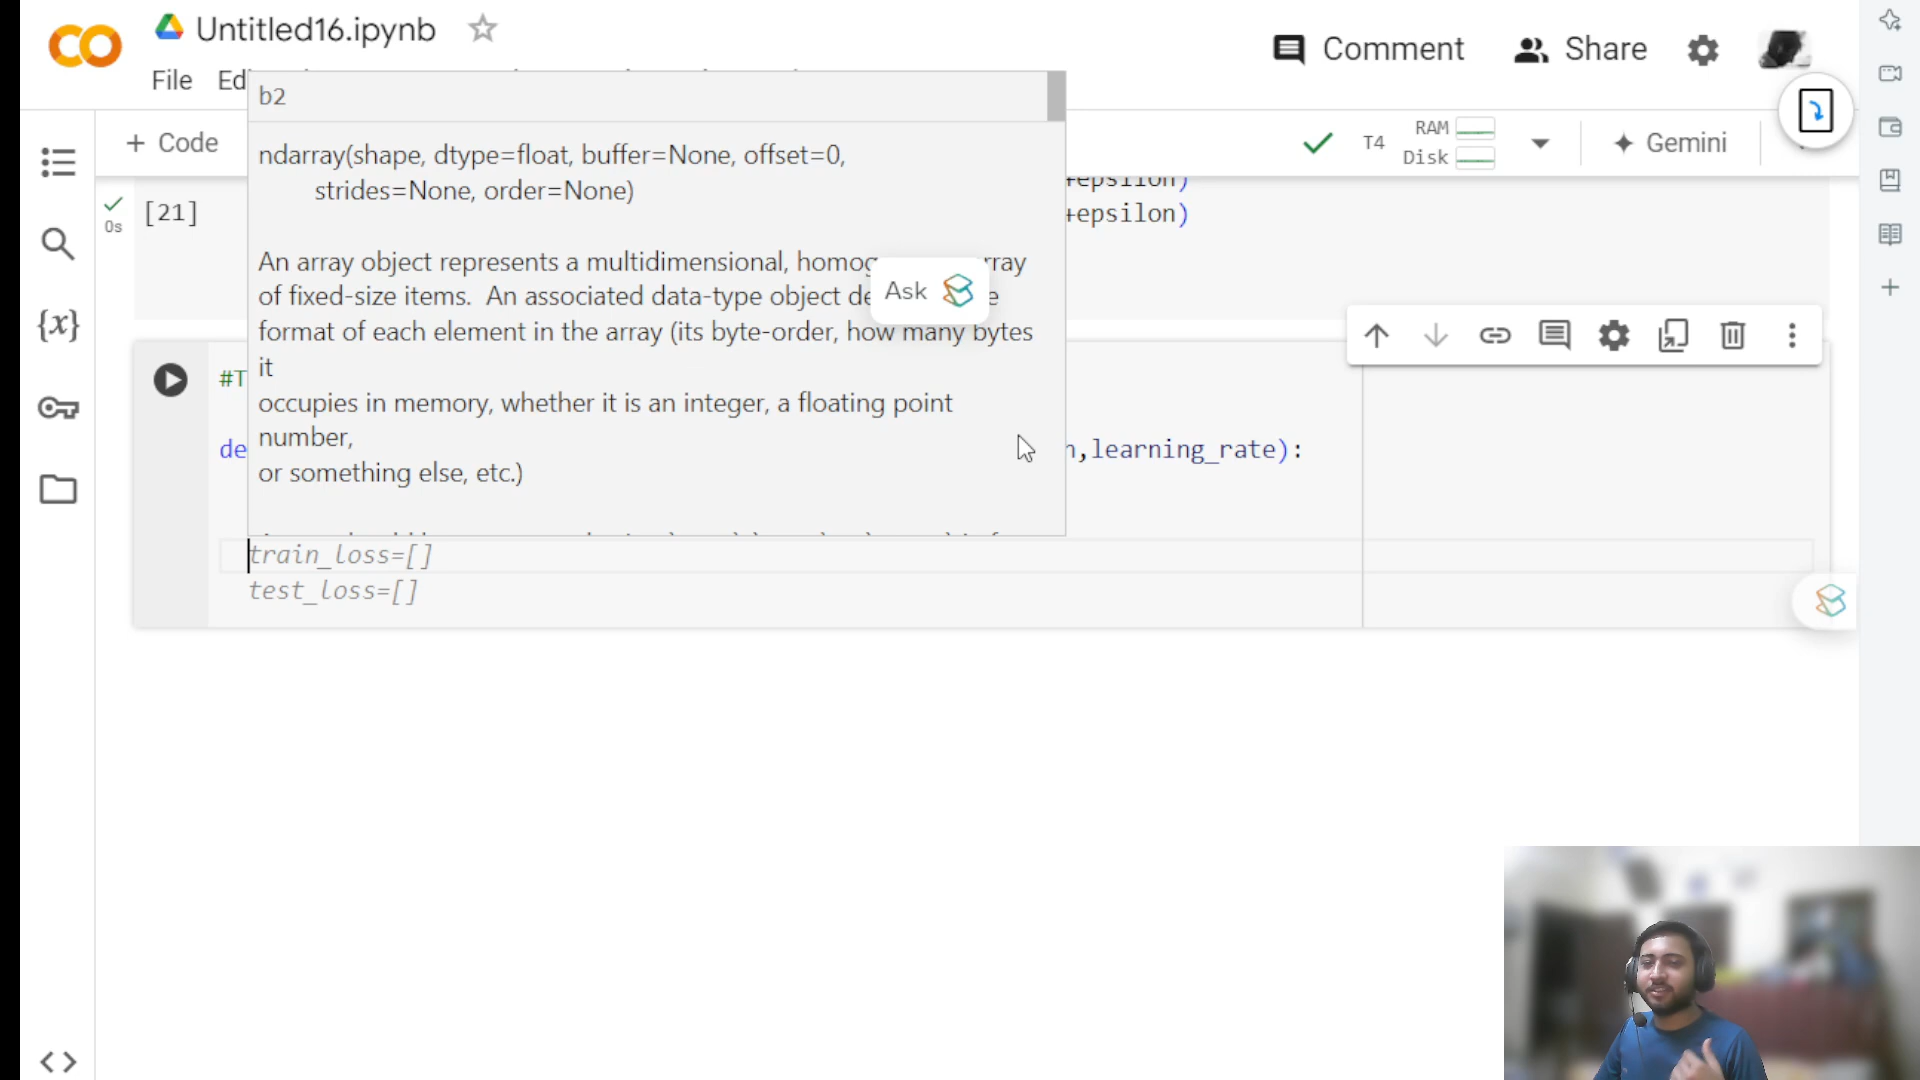 Untitled16.ipynb
Comment
Share
File
Ed
b2
+ Code
T4
RAM
Disk
Gemini
ndarray(shape, dtype=float, buffer=None, offset=0,
strides=None, order=None)
+epsilon)
[21]
+epsilon)
0s
An array object represents a multidimensional, homog rray
of fixed-size items. An associated data-type object de e
Ask
format of each element in the array (its byte-order, how many bytes
it
occupies in memory, whether it is an integer, a floating point
number,
or something else, etc.)
{x}
#T
de n,learning_rate):
train_loss=[]
test_loss=[]